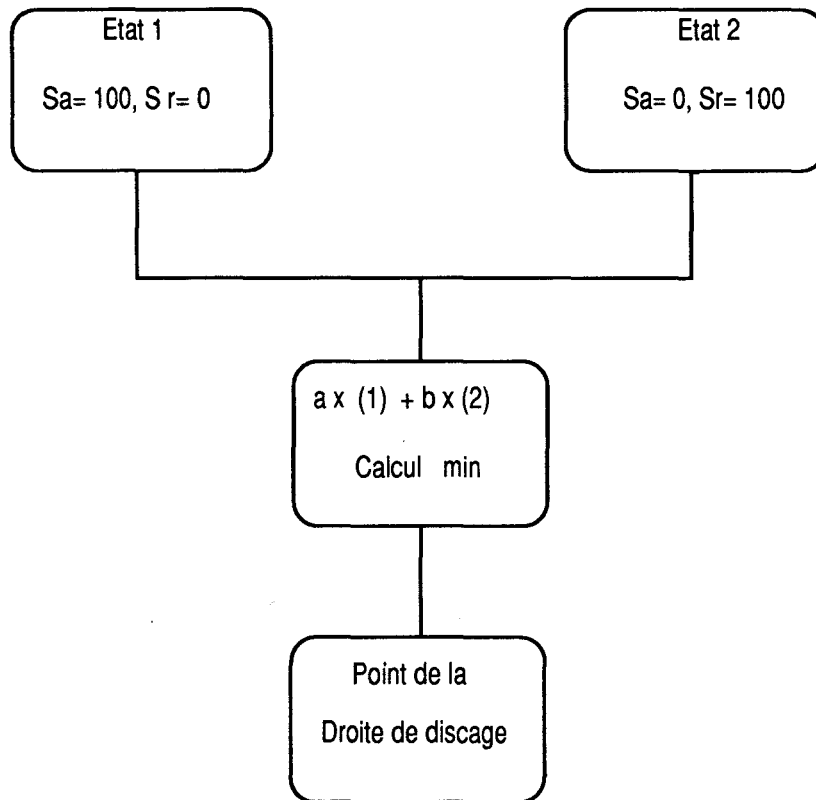 Etat 1
Sa= 100, S r= 0
Etat 2
Sa= 0, Sr= 100
a x (1) + b x (2)
Calcul min
Point de la
Droite de discage